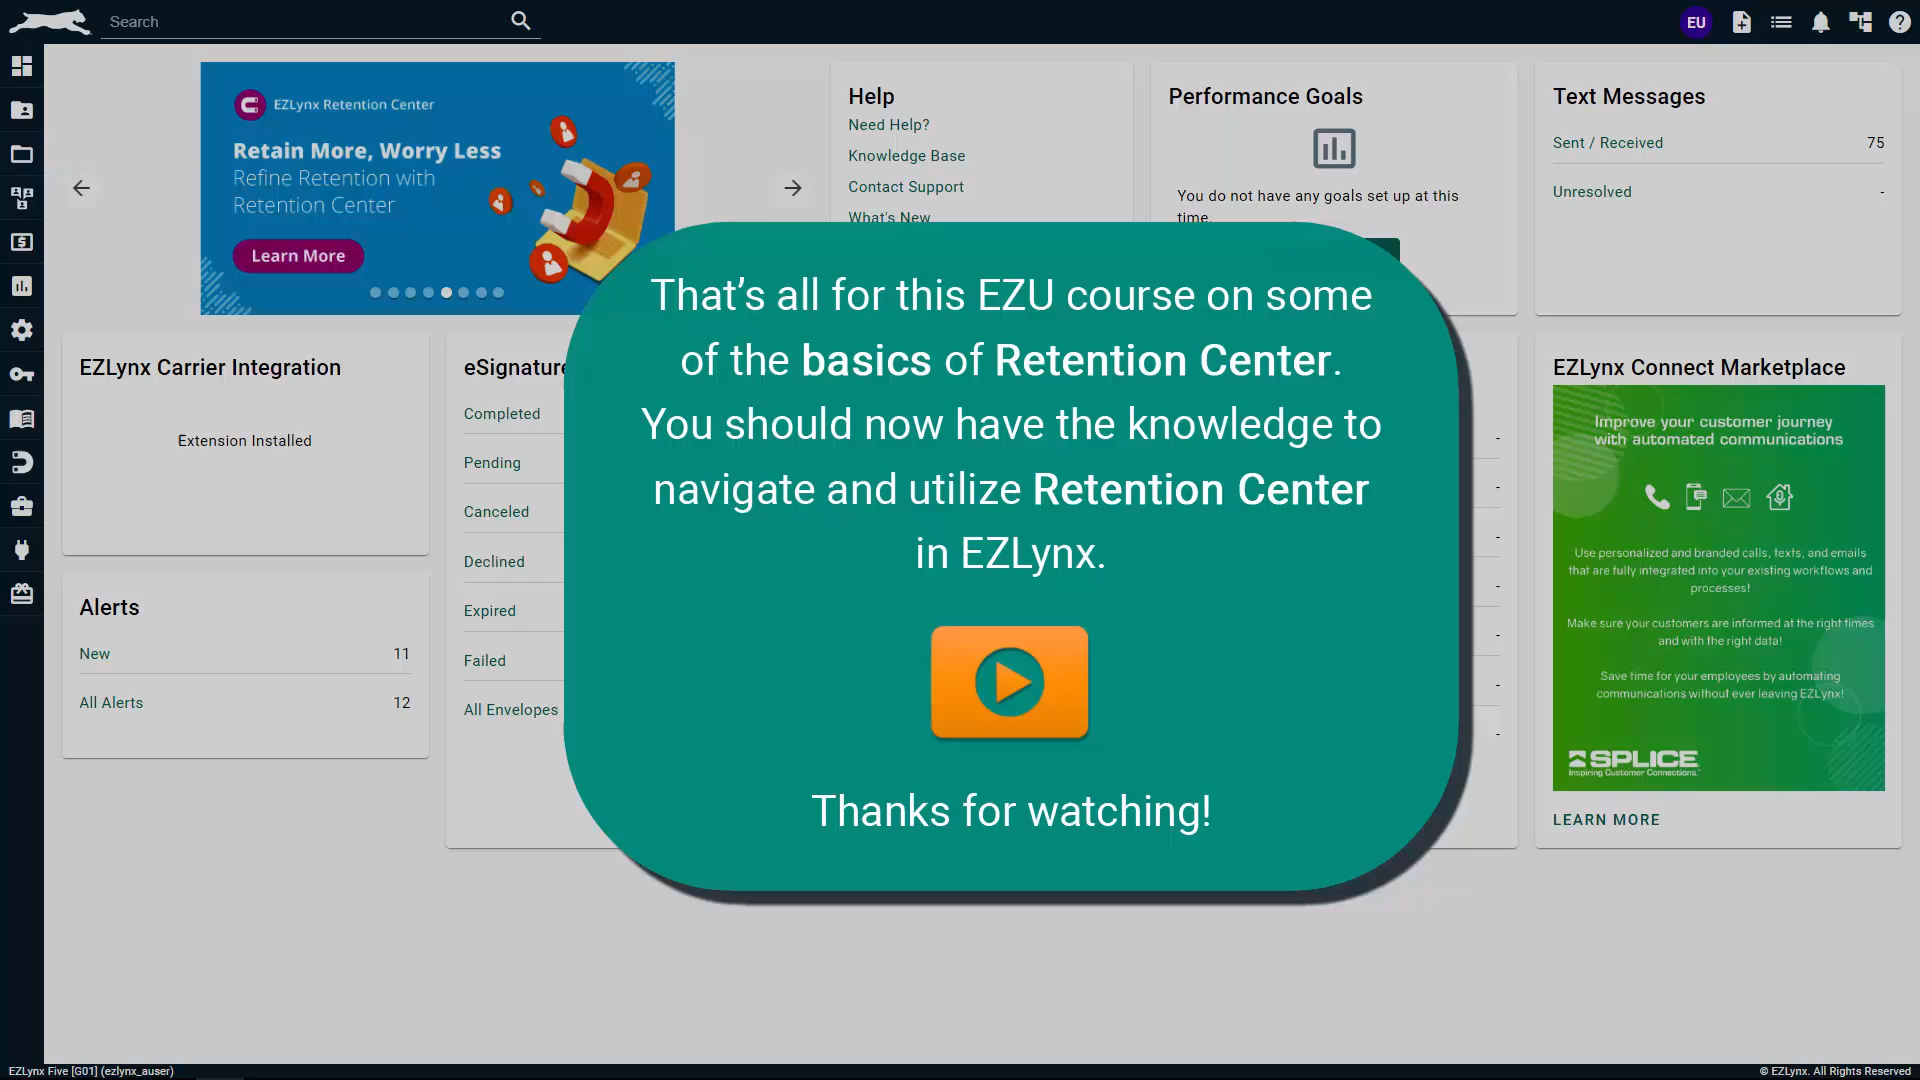 Search
EU
EZLynx Retention Center
Retain More, Worry Less
Refine Retention with
Retention Center
Learn More
Help
Need Help?
Knowledge Base
Contact Support
What's New
Performance Goals
You do not have any goals set up at this
time.
Text Messages
Sent / Received 75
Unresolved -
That's all for this EZU course on some
of the basics of Retention Center.
You should now have the knowledge to
navigate and utilize Retention Center
in EZLynx.
Thanks for watching!
EZLynx Carrier Integration
Extension Installed
Alerts
New 11
All Alerts 12
eSignature
Completed
Pending
Canceled
Declined
Expired
Failed
All Envelopes
-
-
-
-
-
-
-
EZLynx Connect Marketplace
Improve your customer journey
with automated communications
Use personalized and branded calls, texts, and emails
that are fully integrated into your existing workflows and
processes!
Make sure your customers are informed at the right times
and with the right data!
Save time for your employees by automating
communications without ever leaving EZLynx!
SPLICE
Inspiring Customer Connections.
LEARN MORE
EZLynx Five [G01] (ezlynx_auser)
© EZLynx. All Rights Reserved